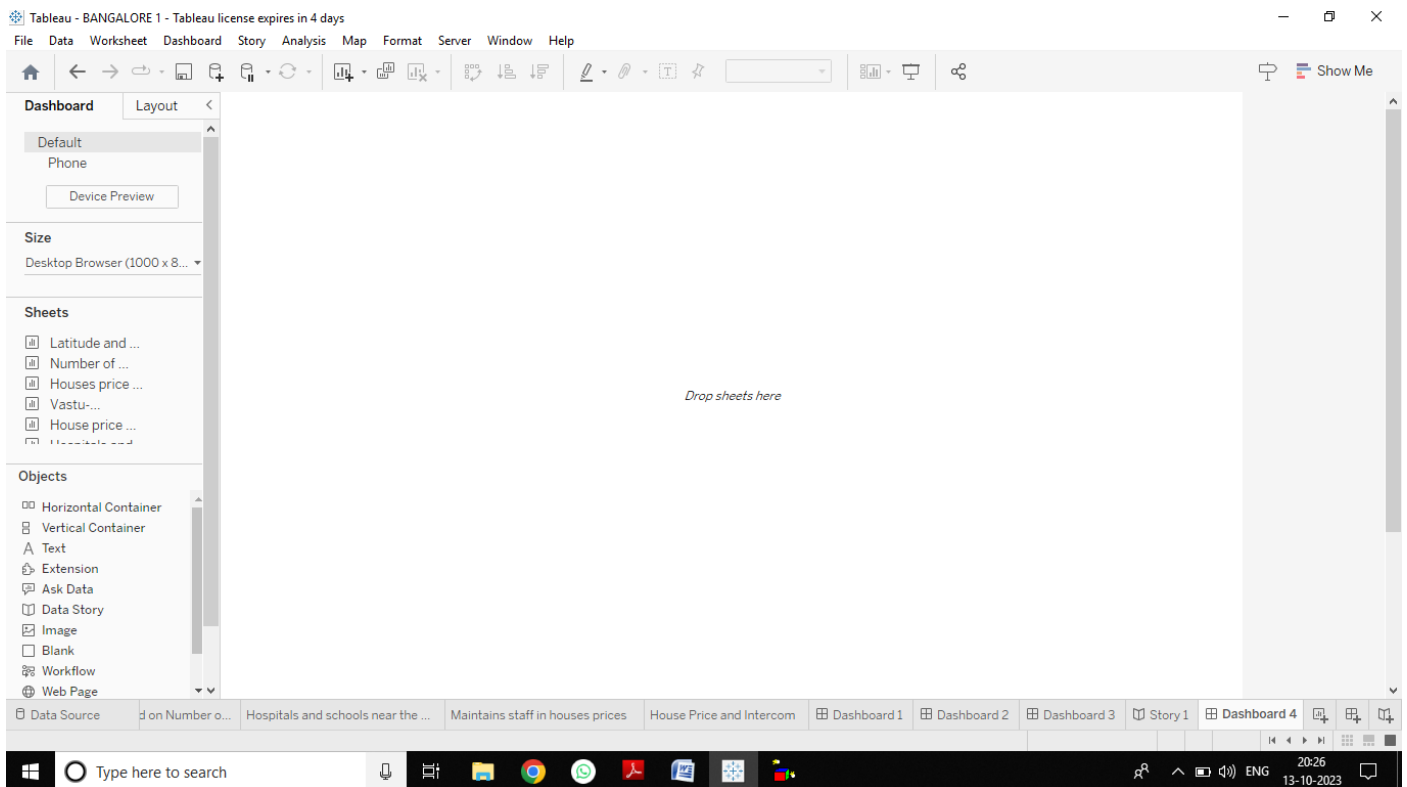 Tableau - BANGALORE 1 - Tableau license expires in 4 days
File Data Worksheet Dashboard Story Analysis Map Format Server Window Help
Show Me
Dashboard Layout
Default
Phone
Device Preview
Size
Desktop Browser (1000 x 8...
Sheets
Latitude and ...
Number of ...
Houses price ...
Vastu-...
House price ...
Hospitals and
Drop sheets here
Objects
Horizontal Container
Vertical Container
Text
Extension
Ask Data
Data Story
Image
Blank
Workflow
Web Page
Data Source d on Number o... Hospitals and schools near the ... Maintains staff in houses prices House Price and Intercom Dashboard 1 Dashboard 2 Dashboard 3 Story 1 Dashboard 4
Type here to search ENG 20:26
13-10-2023